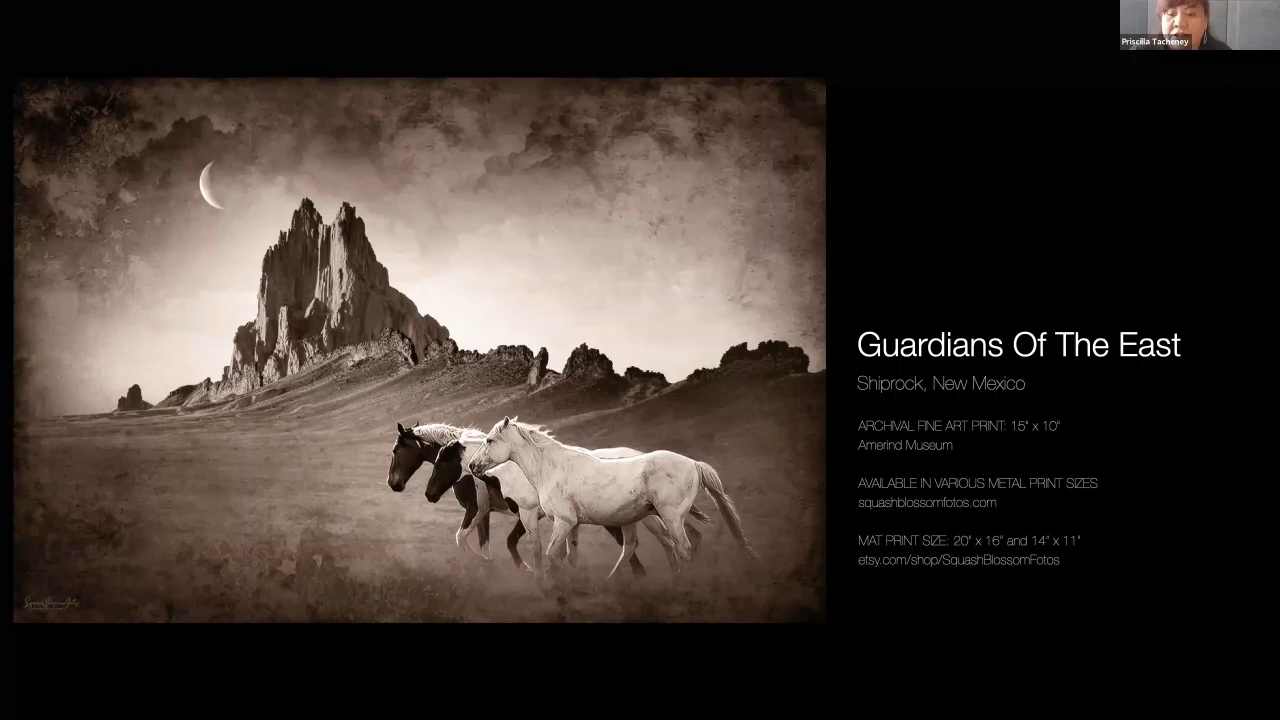 Priscilla Tacheney
Guardians Of The East
Shiprock, New Mexico
ARCHIVAL FINE ART PRINT: 15" x 10"
Amerind Museum
AVAILABLE IN VARIOUS METAL PRINT SIZES
squashblossomfotos.com
MAT PRINT SIZE: 20" x 16" and 14" x 11"
etsy.com/shop/SquashBlossomFotos